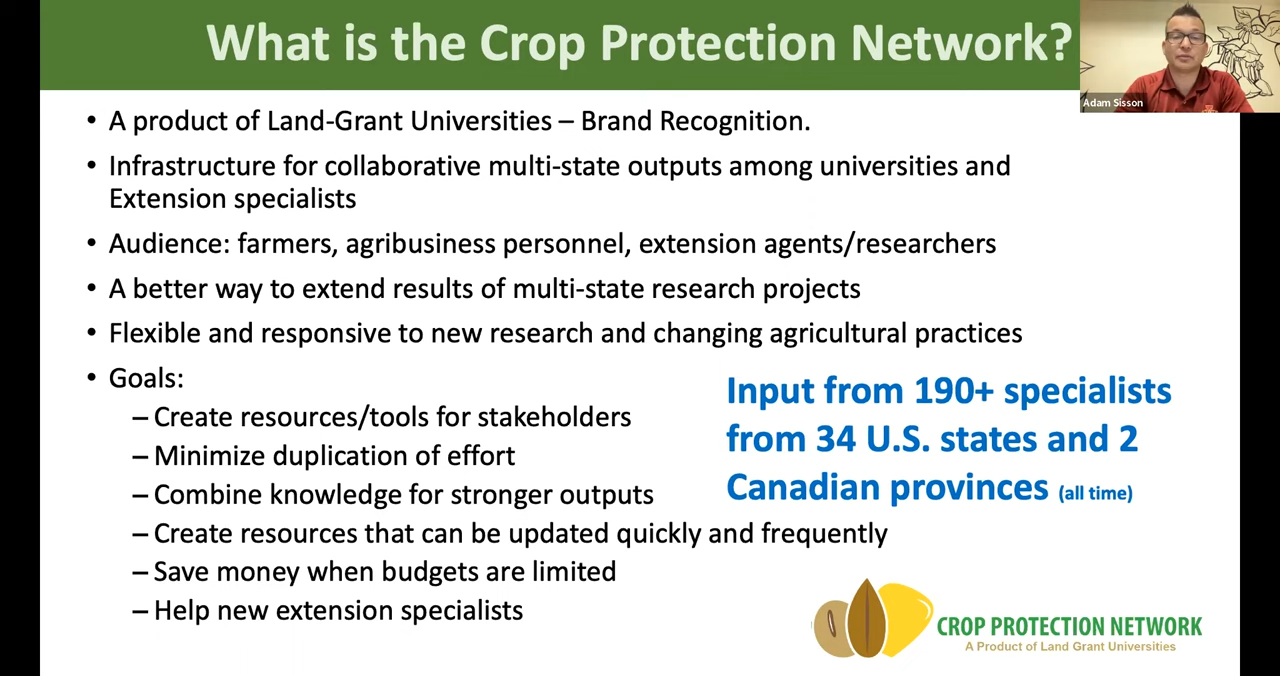 What is the Crop Protection Network?
Adam Sisson
• A product of Land-Grant Universities – Brand Recognition.
• Infrastructure for collaborative multi-state outputs among universities and
Extension specialists
• Audience: farmers, agribusiness personnel, extension agents/researchers
• A better way to extend results of multi-state research projects
• Flexible and responsive to new research and changing agricultural practices
• Goals:
– Create resources/tools for stakeholders
– Minimize duplication of effort
– Combine knowledge for stronger outputs
– Create resources that can be updated quickly and frequently
– Save money when budgets are limited
– Help new extension specialists
Input from 190+ specialists
from 34 U.S. states and 2
Canadian provinces (all time)
CROP PROTECTION NETWORK
A Product of Land Grant Universities